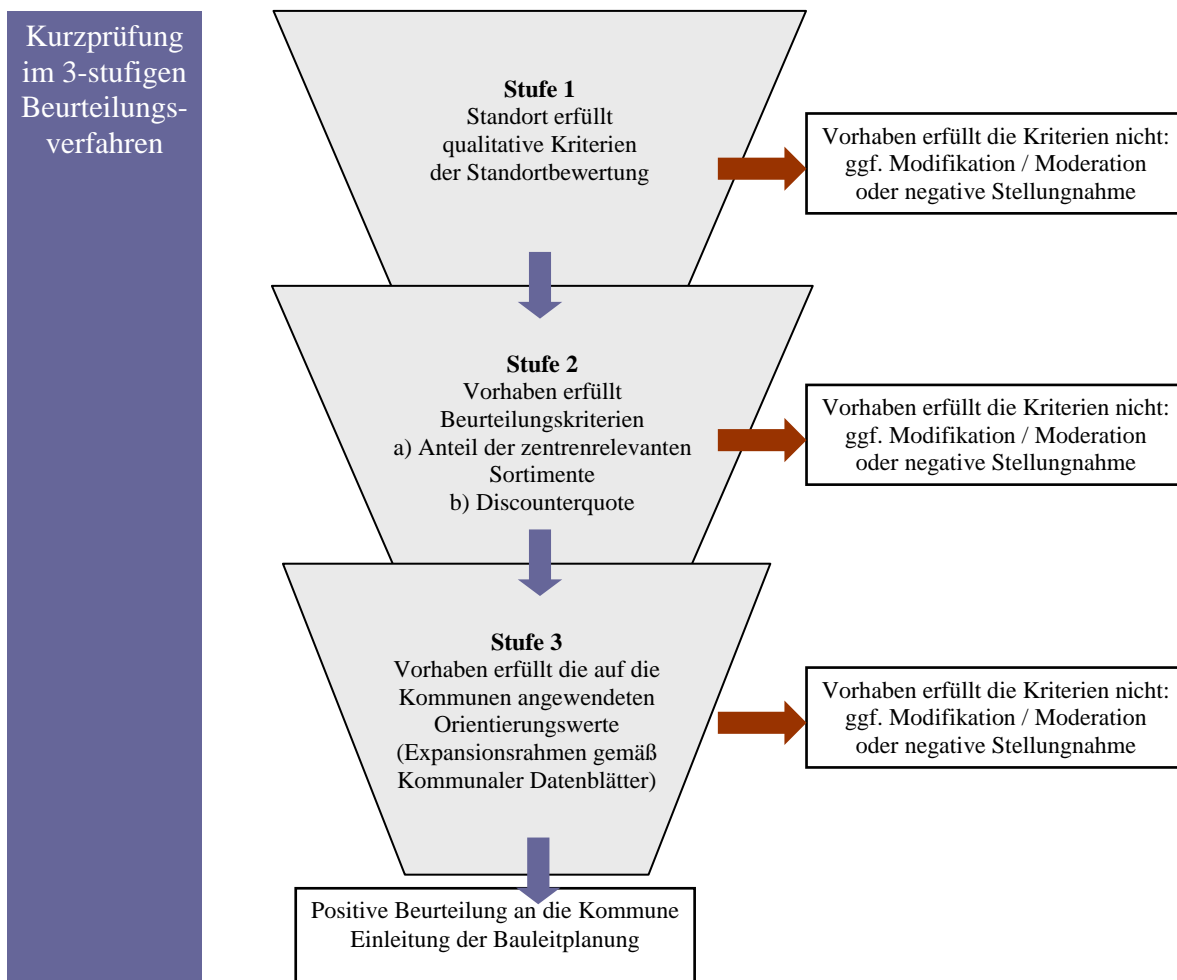 Kurzprüfung
im 3-stufigen
Beurteilungs-
verfahren
Stufe 1
Standort erfüllt
qualitative Kriterien
der Standortbewertung
Vorhaben erfüllt die Kriterien nicht:
ggf. Modifikation / Moderation
oder negative Stellungnahme
Stufe 2
Vorhaben erfüllt
Beurteilungskriterien
a) Anteil der zentrenrelevanten
Sortimente
b) Discounterquote
Vorhaben erfüllt die Kriterien nicht:
ggf. Modifikation / Moderation
oder negative Stellungnahme
Stufe 3
Vorhaben erfüllt die auf die
Kommunen angewendeten
Orientierungswerte
(Expansionsrahmen gemäß
Kommunaler Datenblätter)
Vorhaben erfüllt die Kriterien nicht:
ggf. Modifikation / Moderation
oder negative Stellungnahme
Positive Beurteilung an die Kommune
Einleitung der Bauleitplanung